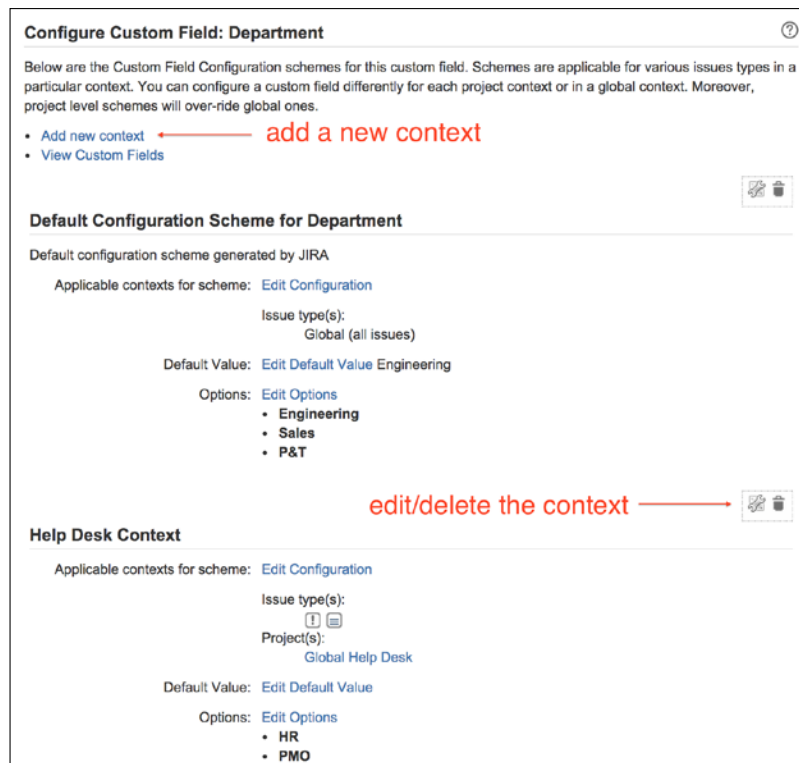 Configure Custom Field: Department
Below are the Custom Field Configuration schemes for this custom field. Schemes are applicable for various issues types in a
particular context. You can configure a custom field differently for each project context or in a global context. Moreover,
project level schemes will over-ride global ones.
• Add new context add a new context
• View Custom Fields
Default Configuration Scheme for Department
Default configuration scheme generated by JIRA
Applicable contexts for scheme: Edit Configuration
Issue type(s):
Global (all issues)
Default Value: Edit Default Value Engineering
Options: Edit Options
• Engineering
• Sales
• P&T
edit/delete the context
Help Desk Context
Applicable contexts for scheme: Edit Configuration
Issue type(s):
Project(s):
Global Help Desk
Default Value: Edit Default Value
Options: Edit Options
• HR
• PMO